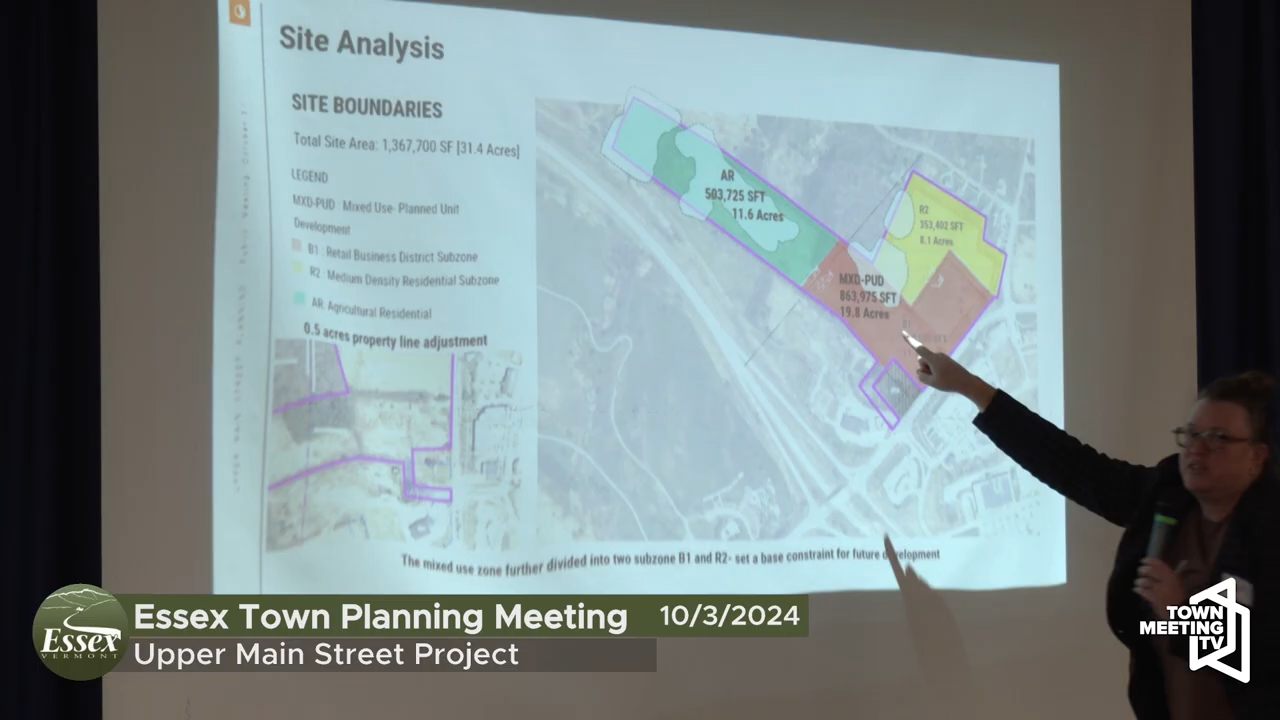 Site Analysis
SITE BOUNDARIES
Total Site Area: 1,367,700 SF [31.4 Acres]
LEGEND
MXD-PUD : Mixed Use- Planned Unit
Development
B1 : Retail Business District Subzone
R2 : Medium Density Residential Subzone
AR: Agricultural Residential
0.5 acres property line adjustment
AR
503,725 SFT
11.6 Acres
R2
353,402 SFT
8.1 Acres
MXD-PUD
863,975 SFT
19.8 Acres
The mixed use zone further divided into two subzone B1 and R2- set a base constraint for future
Essex
VERMONT
Essex Town Planning Meeting 10/3/2024
Upper Main Street Project
TOWN
MEETING
TV